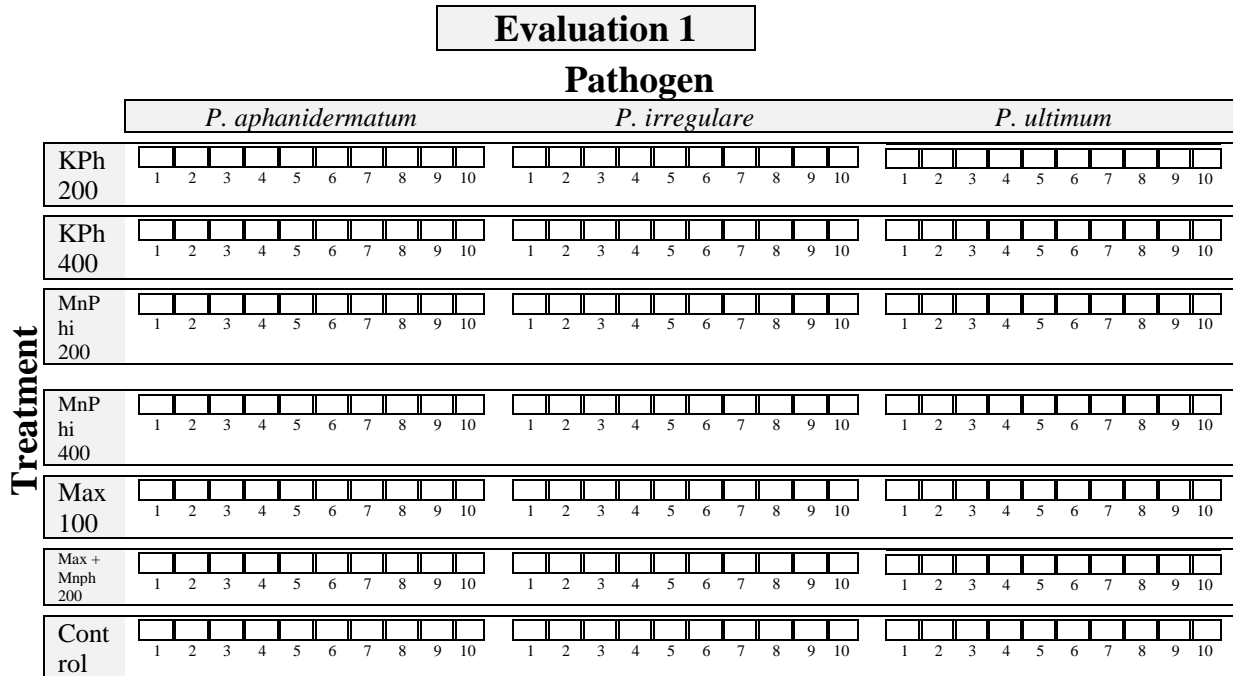 Evaluation 1
Pathogen
P. aphanidermatum P. irregulare P. ultimum
Treatment
KPh
200
1 2 3 4 5 6 7 8 9 10 1 2 3 4 5 6 7 8 9 10 1 2 3 4 5 6 7 8 9 10
KPh
400
1 2 3 4 5 6 7 8 9 10 1 2 3 4 5 6 7 8 9 10 1 2 3 4 5 6 7 8 9 10
MnP
hi
200
1 2 3 4 5 6 7 8 9 10 1 2 3 4 5 6 7 8 9 10 1 2 3 4 5 6 7 8 9 10
MnP
hi
400
1 2 3 4 5 6 7 8 9 10 1 2 3 4 5 6 7 8 9 10 1 2 3 4 5 6 7 8 9 10
Max
100
1 2 3 4 5 6 7 8 9 10 1 2 3 4 5 6 7 8 9 10 1 2 3 4 5 6 7 8 9 10
Max +
Mnph
200
1 2 3 4 5 6 7 8 9 10 1 2 3 4 5 6 7 8 9 10 1 2 3 4 5 6 7 8 9 10
Cont
rol
1 2 3 4 5 6 7 8 9 10 1 2 3 4 5 6 7 8 9 10 1 2 3 4 5 6 7 8 9 10